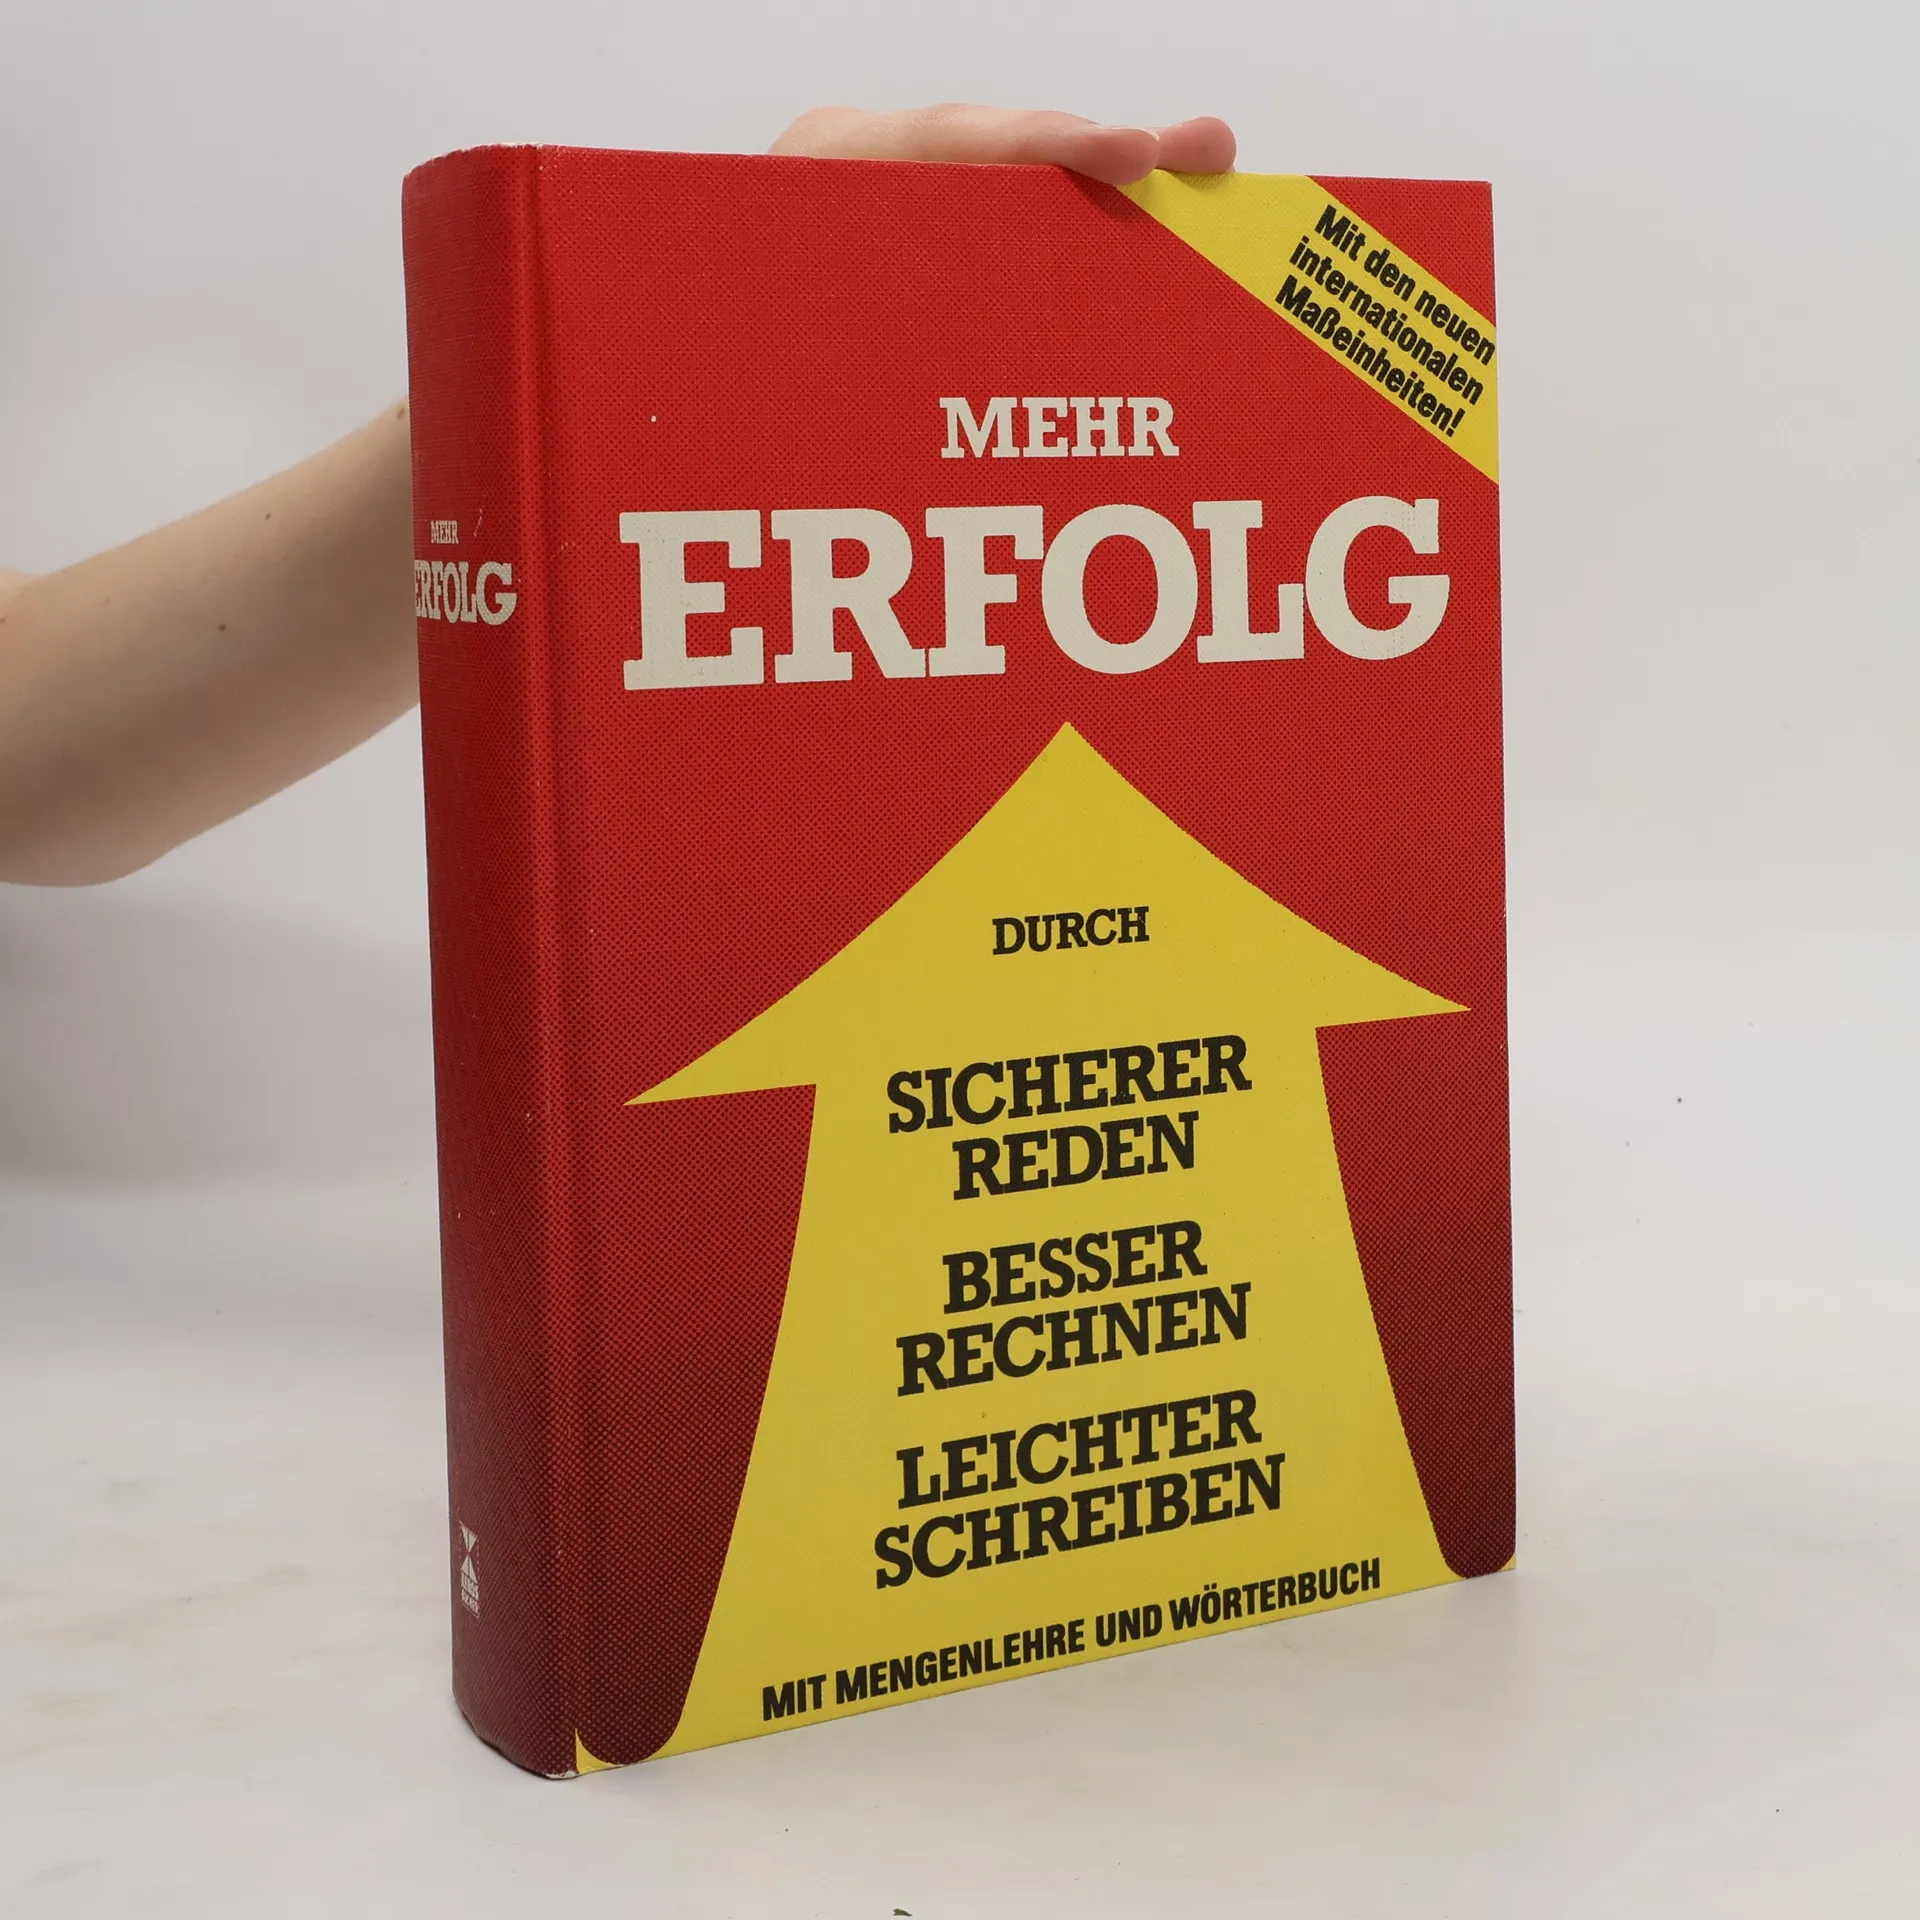 Mit den neuen
internationalen
Maßeinheiten!
MEHR
ERFOLG
MEHR
ERFOLG
DURCH
SICHERER
REDEN
BESSER
RECHNEN
LEICHTER
SCHREIBEN
MIT MENGENLEHRE UND WÖRTERBUCH